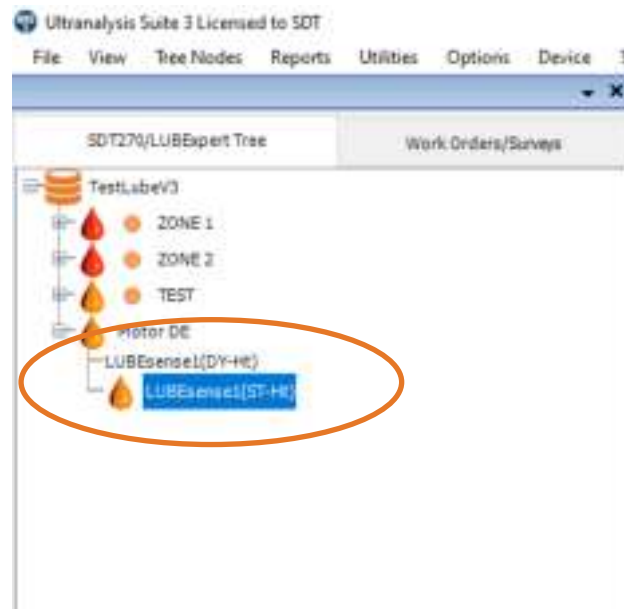 Ultranalysis Suite 3 Licensed to SDT
File View Tree Nodes Reports Utilities Options Device
SDT270/LUBExpert Tree Work Orders/Surveys
TestLubeV3
ZONE 1
ZONE 2
TEST
Motor DE
LUBEsense1(DY-Ht)
LUBEsense1(ST-Ht)